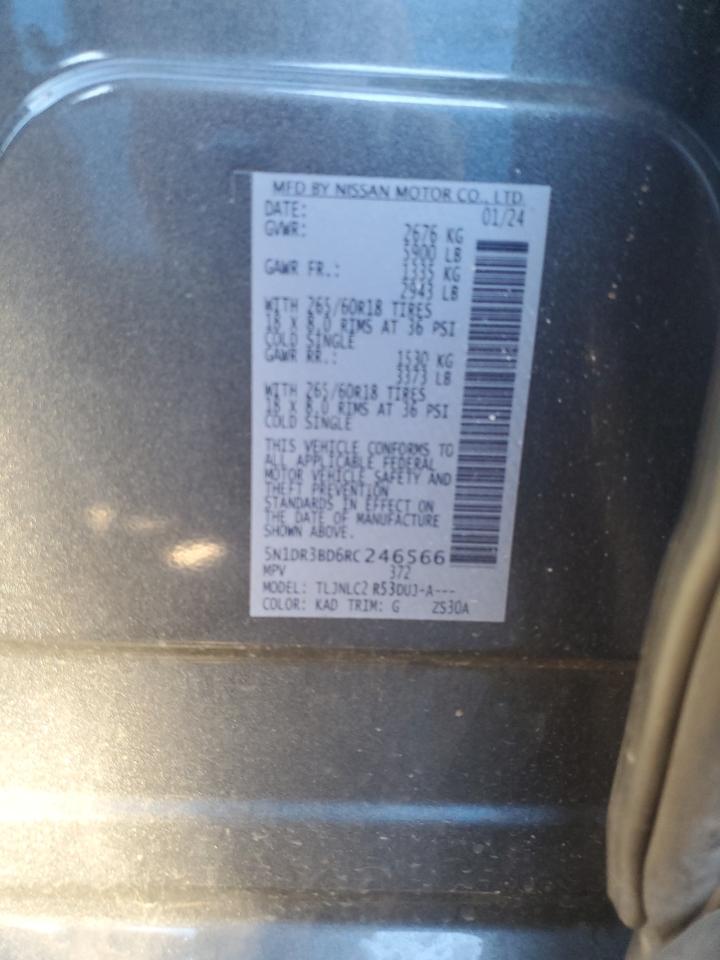 MFD BY NISSAN MOTOR CO., LTD.
DATE: 01/24
GVWR: 2676 KG
5900 LB
GAWR FR.: 1335 KG
2943 LB
WITH 265/60R18 TIRES
18 X 8.0 RIMS AT 36 PSI
COLD SINGLE
GAWR RR.: 1530 KG
3373 LB
WITH 265/60R18 TIRES
18 X 8.0 RIMS AT 36 PSI
COLD SINGLE
THIS VEHICLE CONFORMS TO
ALL APPLICABLE FEDERAL
MOTOR VEHICLE SAFETY AND
THEFT PREVENTION
STANDARDS IN EFFECT ON
THE DATE OF MANUFACTURE
SHOWN ABOVE.
5N1DR3BD6RC246566
MPV 372
MODEL: TLJNLC2 R53DUJ-A---
COLOR: KAD TRIM: G ZS30A